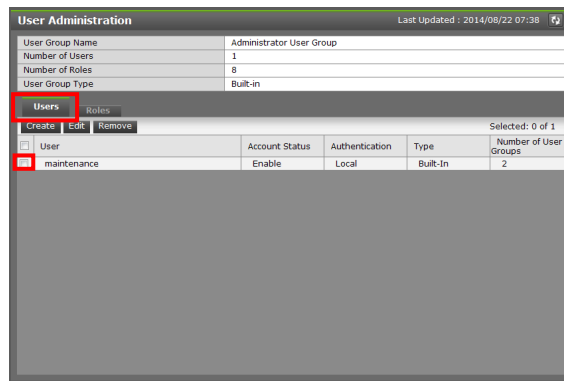 User Administration
Last Updated : 2014/08/22 07:38
User Group Name Administrator User Group
Number of Users 1
Number of Roles 8
User Group Type Built-in
Users Roles
Create Edit Remove Selected: 0 of 1
User Account Status Authentication Type Number of User Groups
maintenance Enable Local Built-In 2